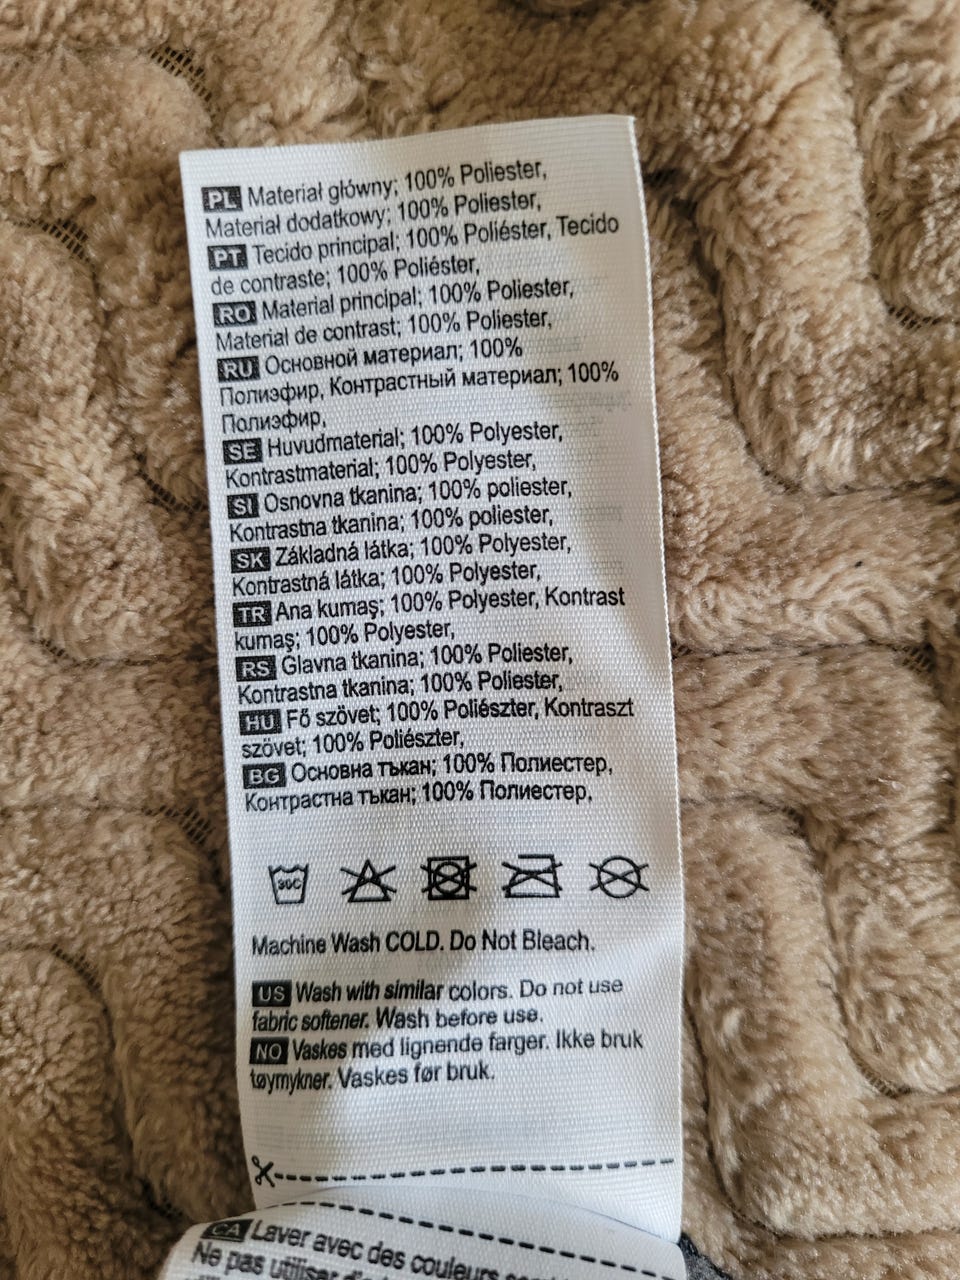 PL Materiał główny; 100% Poliester,
Materiał dodatkowy; 100% Poliester,
PT Tecido principal; 100% Poliéster, Tecido
de contraste; 100% Poliéster,
RO Material principal; 100% Poliester,
Material de contrast; 100% Poliester,
RU Основной материал; 100%
Полиэфир, Контрастный материал; 100%
Полиэфир,
SE Huvudmaterial; 100% Polyester,
Kontrastmaterial; 100% Polyester,
SI Osnovna tkanina; 100% poliester,
Kontrastna tkanina; 100% poliester,
SK Základná látka; 100% Polyester,
Kontrastná látka; 100% Polyester,
TR Ana kumaş; 100% Polyester, Kontrast
kumaş; 100% Polyester,
RS Glavna tkanina; 100% Poliester,
Kontrastna tkanina; 100% Poliester,
HU Fő szövet; 100% Poliészter, Kontraszt
szövet; 100% Poliészter,
BG Основна тъкан; 100% Полиестер,
Контрастна тъкан; 100% Полиестер,
30C
Machine Wash COLD. Do Not Bleach.
US Wash with similar colors. Do not use
fabric softener. Wash before use.
NO Vaskes med lignende farger. Ikke bruk
tøymykner. Vaskes før bruk.
CA Laver avec des couleurs
Ne pas utiliser